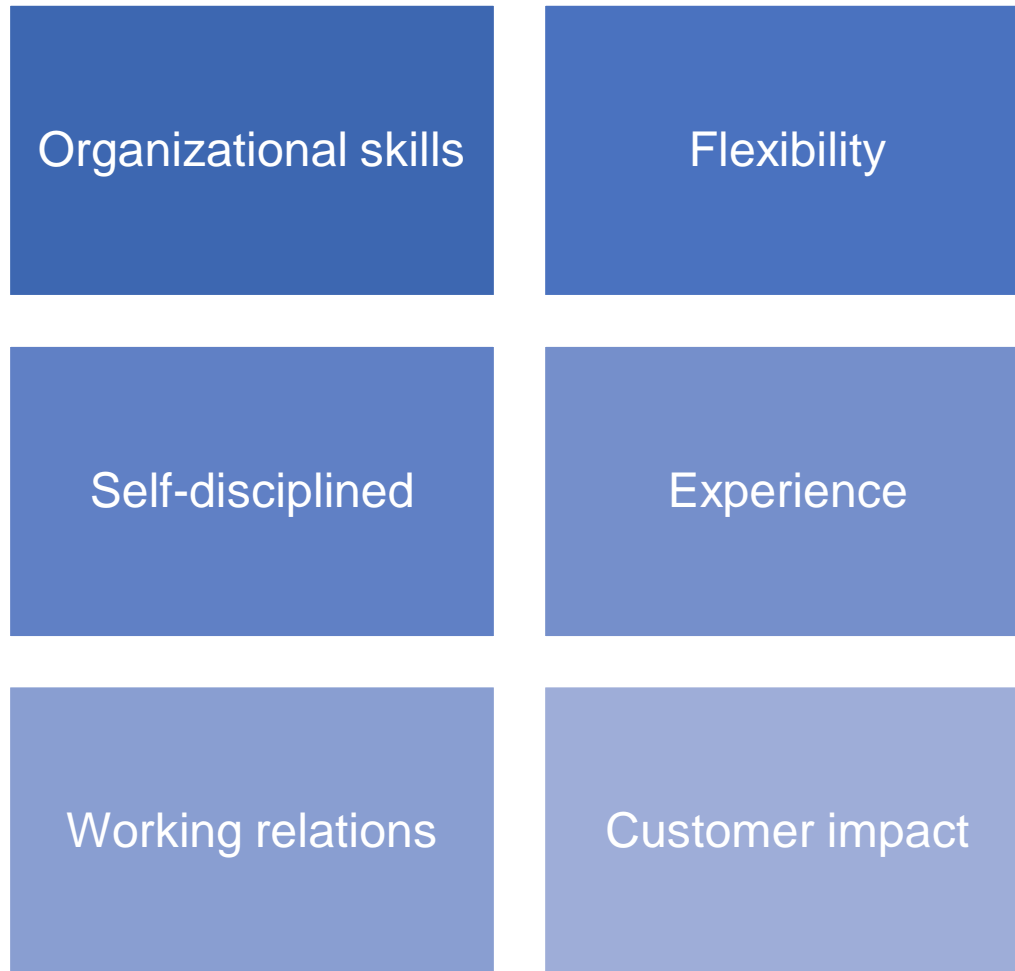 Organizational skills
Flexibility
Self-disciplined
Experience
Working relations
Customer impact